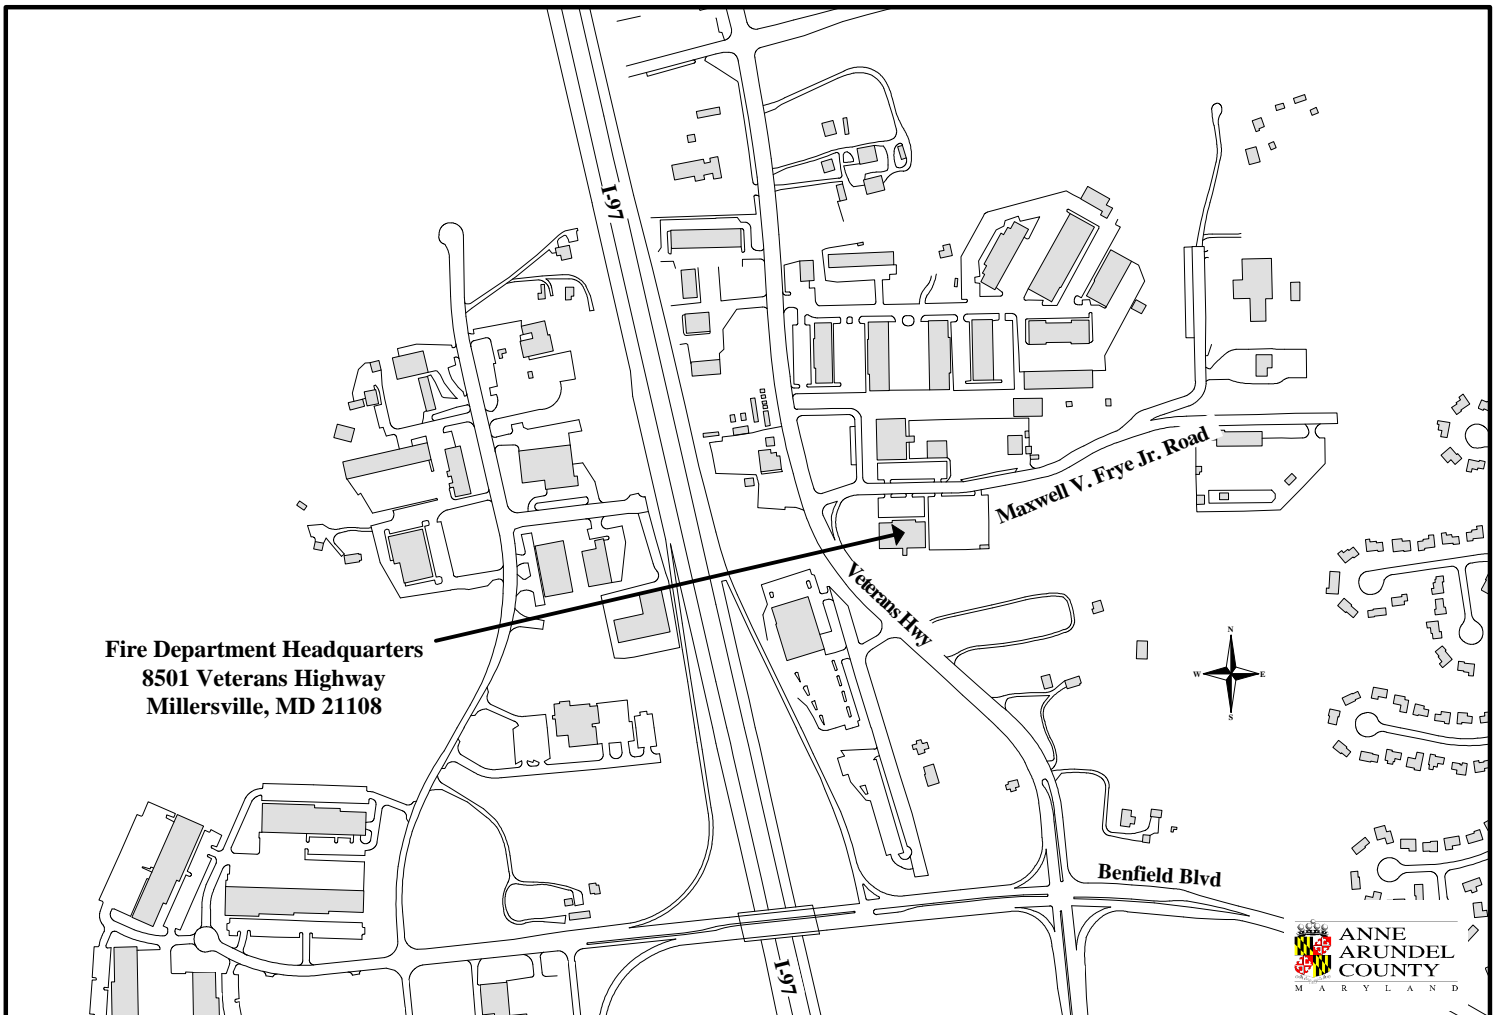 I-97
Maxwell V. Frye Jr. Road
Veterans Hwy
Fire Department Headquarters
8501 Veterans Highway
Millersville, MD 21108
N
W E
S
Benfield Blvd
I-97
ANNE
ARUNDEL
COUNTY
MARYLAND